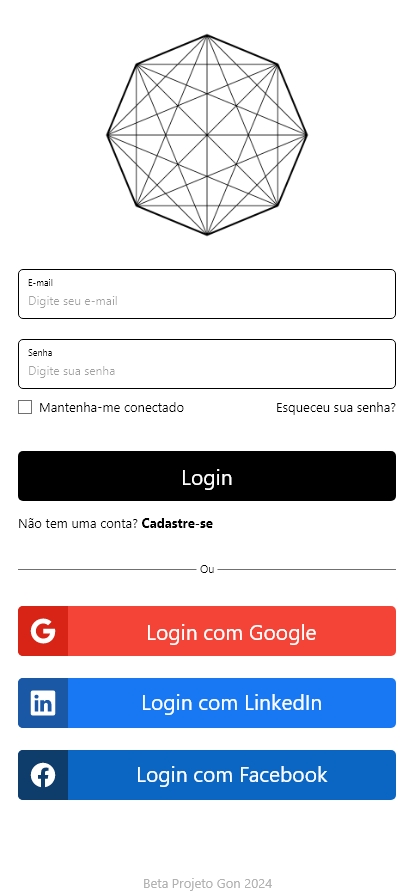 E-mail
Digite seu e-mail
Senha
Digite sua senha
Mantenha-me conectado Esqueceu sua senha?
Login
Não tem uma conta? Cadastre-se
Ou
Login com Google
Login com LinkedIn
Login com Facebook
Beta Projeto Gon 2024